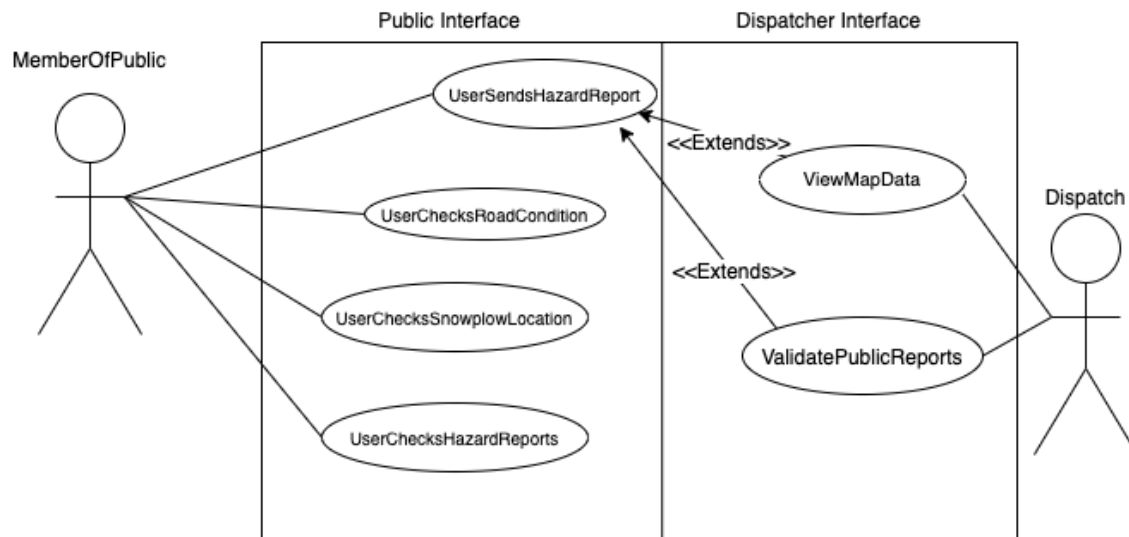 Public Interface
Dispatcher Interface
MemberOfPublic
UserSendsHazardReport
<<Extends>>
ViewMapData
Dispatch
UserChecksRoadCondition
<<Extends>>
UserChecksSnowplowLocation
ValidatePublicReports
UserChecksHazardReports